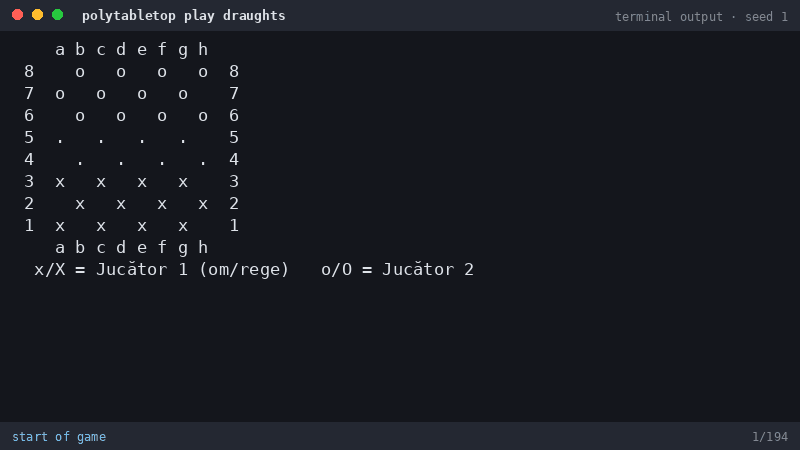 polytabletop play draughts
terminal output · seed 1
a b c d e f g h
8 o o o o 8
7 o o o o 7
6 o o o o 6
5 . . . . 5
4 . . . . 4
3 x x x x 3
2 x x x x 2
1 x x x x 1
a b c d e f g h
x/X = Jucător 1 (om/rege) o/O = Jucător 2
start of game
1/194